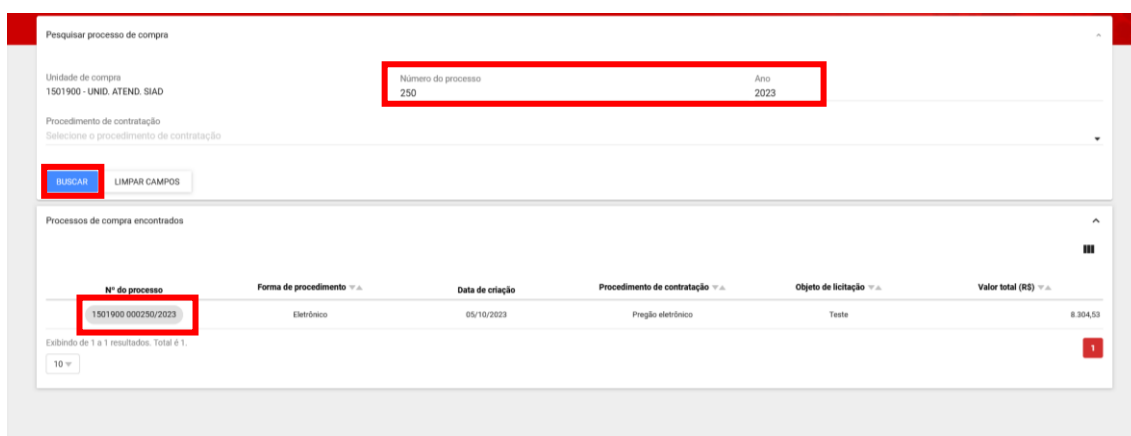 Pesquisar processo de compra
Unidade de compra
1501900 - UNID. ATEND. SIAD
Número do processo
250
Ano
2023
Procedimento de contratação
Selecione o procedimento de contratação
BUSCAR
LIMPAR CAMPOS
Processos de compra encontrados
Nº do processo Forma de procedimento Data de criação Procedimento de contratação Objeto de licitação Valor total (R$)
1501900 000250/2023 Eletrônico 05/10/2023 Pregão eletrônico Teste 8.304,53
Exibindo de 1 a 1 resultados. Total é 1.
1
10